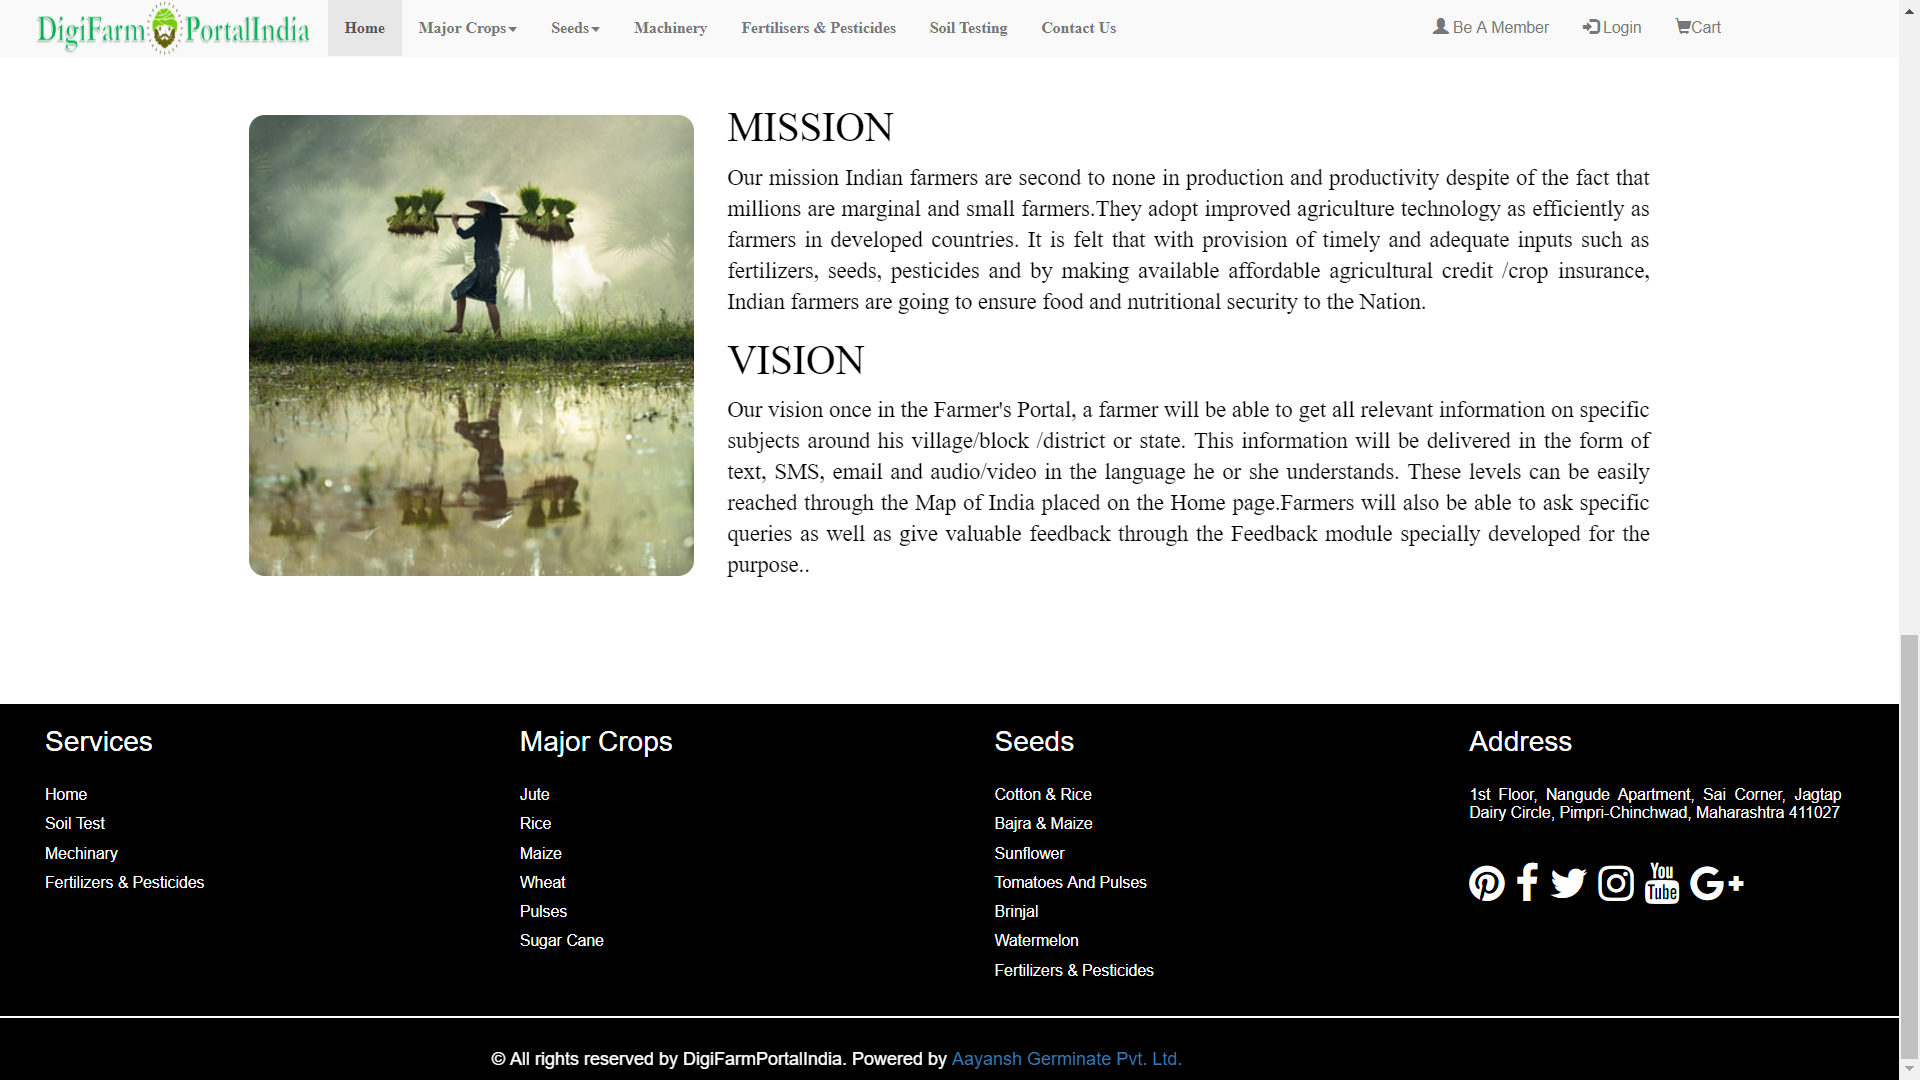 DigiFarm PortalIndia
Home
Major Crops
Seeds
Machinery
Fertilisers & Pesticides
Soil Testing
Contact Us
Be A Member
Login
Cart
MISSION
Our mission Indian farmers are second to none in production and productivity despite of the fact that
millions are marginal and small farmers.They adopt improved agriculture technology as efficiently as
farmers in developed countries. It is felt that with provision of timely and adequate inputs such as
fertilizers, seeds, pesticides and by making available affordable agricultural credit /crop insurance,
Indian farmers are going to ensure food and nutritional security to the Nation.
VISION
Our vision once in the Farmer's Portal, a farmer will be able to get all relevant information on specific
subjects around his village/block /district or state. This information will be delivered in the form of
text, SMS, email and audio/video in the language he or she understands. These levels can be easily
reached through the Map of India placed on the Home page.Farmers will also be able to ask specific
queries as well as give valuable feedback through the Feedback module specially developed for the
purpose..
Services
Home
Soil Test
Mechinary
Fertilizers & Pesticides
Major Crops
Jute
Rice
Maize
Wheat
Pulses
Sugar Cane
Seeds
Cotton & Rice
Bajra & Maize
Sunflower
Tomatoes And Pulses
Brinjal
Watermelon
Fertilizers & Pesticides
Address
1st Floor, Nangude Apartment, Sai Corner, Jagtap
Dairy Circle, Pimpri-Chinchwad, Maharashtra 411027
You
Tube
G+
© All rights reserved by DigiFarmPortalIndia. Powered by Aayansh Germinate Pvt. Ltd.